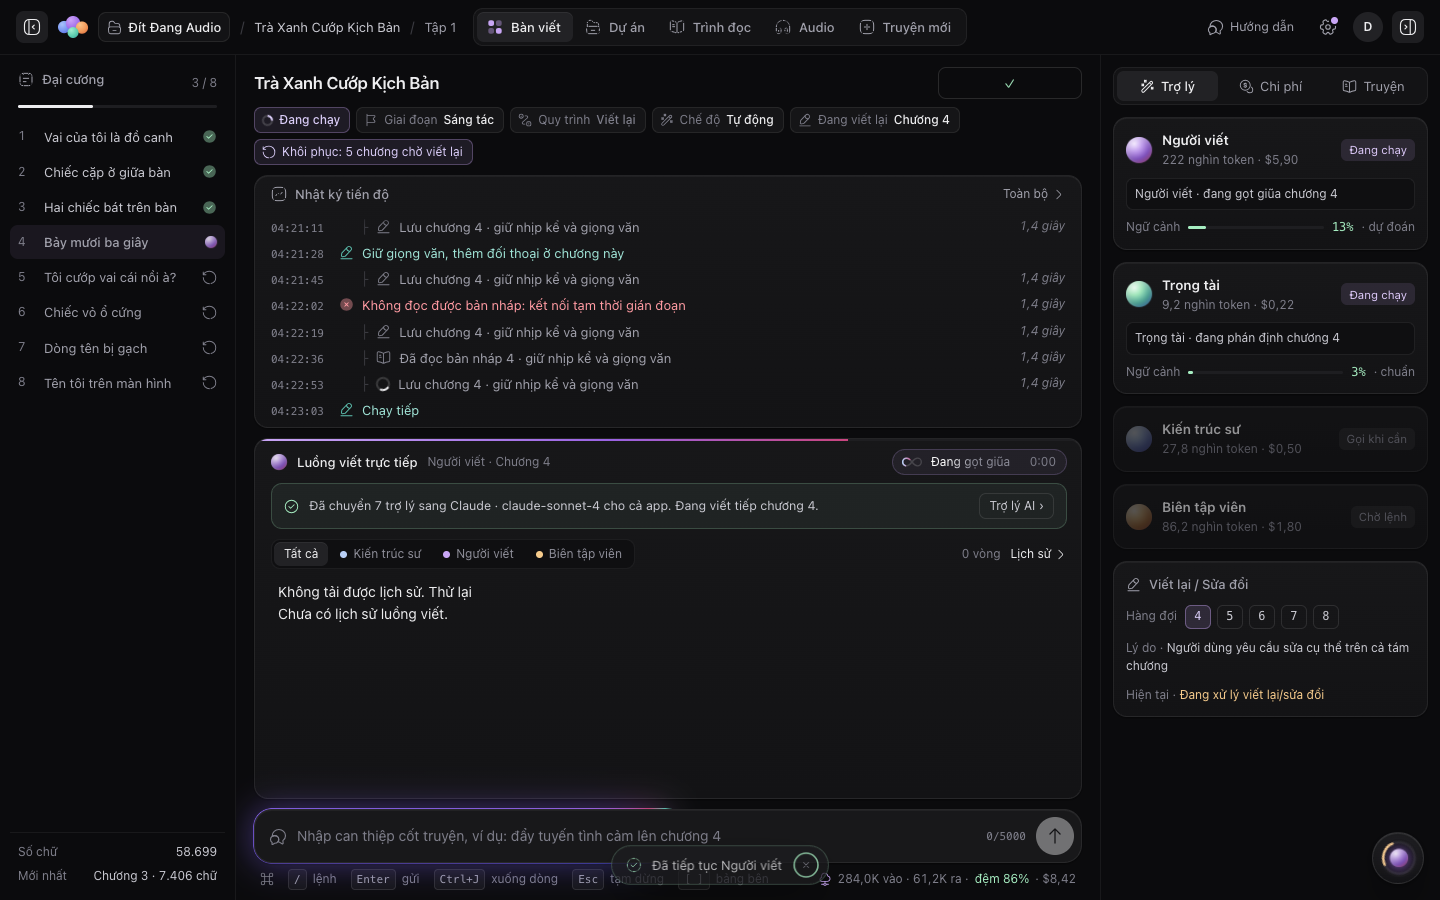 Đít Đang Audio / Trà Xanh Cướp Kịch Bản / Tập 1
Bàn viết Dự án Trình đọc Audio Truyện mới
Hướng dẫn D
Đại cương 3 / 8
1 Vai của tôi là đồ canh
2 Chiếc cặp ở giữa bàn
3 Hai chiếc bát trên bàn
4 Bảy mươi ba giây
5 Tôi cướp vai cái nồi à?
6 Chiếc vỏ ổ cứng
7 Dòng tên bị gạch
8 Tên tôi trên màn hình
Số chữ 58.699
Mới nhất Chương 3 · 7.406 chữ
Trà Xanh Cướp Kịch Bản
Đang chạy Giai đoạn Sáng tác Quy trình Viết lại Chế độ Tự động Đang viết lại Chương 4
Khôi phục: 5 chương chờ viết lại
Nhật ký tiến độ Toàn bộ
04:21:11 Lưu chương 4 · giữ nhịp kể và giọng văn 1,4 giây
04:21:28 Giữ giọng văn, thêm đối thoại ở chương này
04:21:45 Lưu chương 4 · giữ nhịp kể và giọng văn 1,4 giây
04:22:02 Không đọc được bản nháp: kết nối tạm thời gián đoạn 1,4 giây
04:22:19 Lưu chương 4 · giữ nhịp kể và giọng văn 1,4 giây
04:22:36 Đã đọc bản nháp 4 · giữ nhịp kể và giọng văn 1,4 giây
04:22:53 Lưu chương 4 · giữ nhịp kể và giọng văn 1,4 giây
04:23:03 Chạy tiếp
Luồng viết trực tiếp Người viết · Chương 4 Đang gọt giũa 0:00
Đã chuyển 7 trợ lý sang Claude · claude-sonnet-4 cho cả app. Đang viết tiếp chương 4. Trợ lý AI ›
Tất cả Kiến trúc sư Người viết Biên tập viên 0 vòng Lịch sử
Không tải được lịch sử. Thử lại
Chưa có lịch sử luồng viết.
Nhập can thiệp cốt truyện, ví dụ: đẩy tuyến tình cảm lên chương 4 0/5000
Đã tiếp tục Người viết
⌘ / lệnh Enter gửi Ctrl+J xuống dòng Esc tạm dừng [ ] bảng bên 284,0K vào · 61,2K ra · đệm 86% · $8,42
Trợ lý Chi phí Truyện
Người viết
222 nghìn token · $5,90
Đang chạy
Người viết · đang gọt giũa chương 4
Ngữ cảnh 13% · dự đoán
Trọng tài
9,2 nghìn token · $0,22
Đang chạy
Trọng tài · đang phán định chương 4
Ngữ cảnh 3% · chuẩn
Kiến trúc sư
27,8 nghìn token · $0,50
Gọi khi cần
Biên tập viên
86,2 nghìn token · $1,80
Chờ lệnh
Viết lại / Sửa đổi
Hàng đợi 4 5 6 7 8
Lý do · Người dùng yêu cầu sửa cụ thể trên cả tám
chương
Hiện tại · Đang xử lý viết lại/sửa đổi